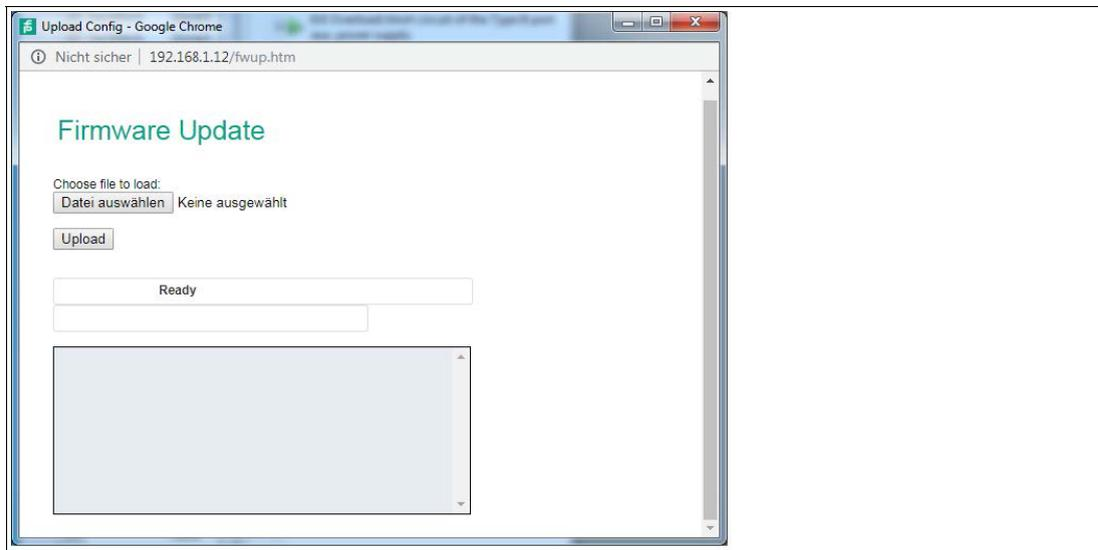 Upload Config - Google Chrome
Nicht sicher | 192.168.1.12/fwup.htm
Firmware Update
Choose file to load:
Datei auswählen Keine ausgewählt
Upload
Ready